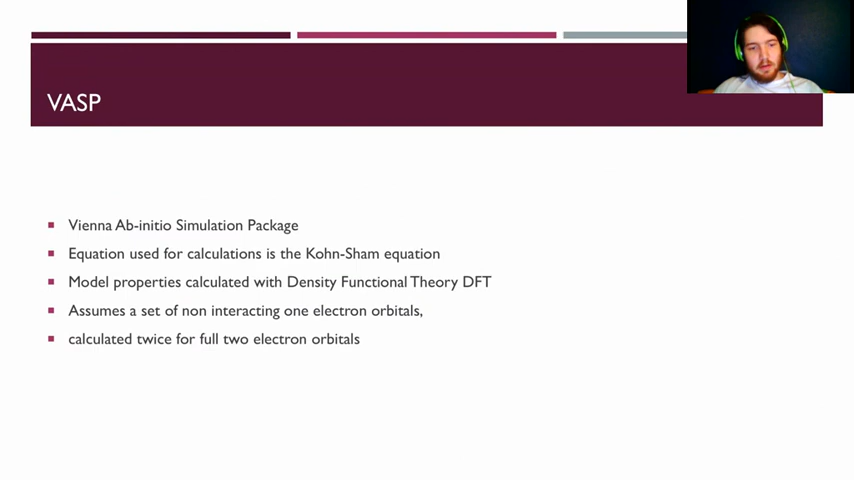 VASP
Vienna Ab-initio Simulation Package
Equation used for calculations is the Kohn-Sham equation
Model properties calculated with Density Functional Theory DFT
Assumes a set of non interacting one electron orbitals,
calculated twice for full two electron orbitals